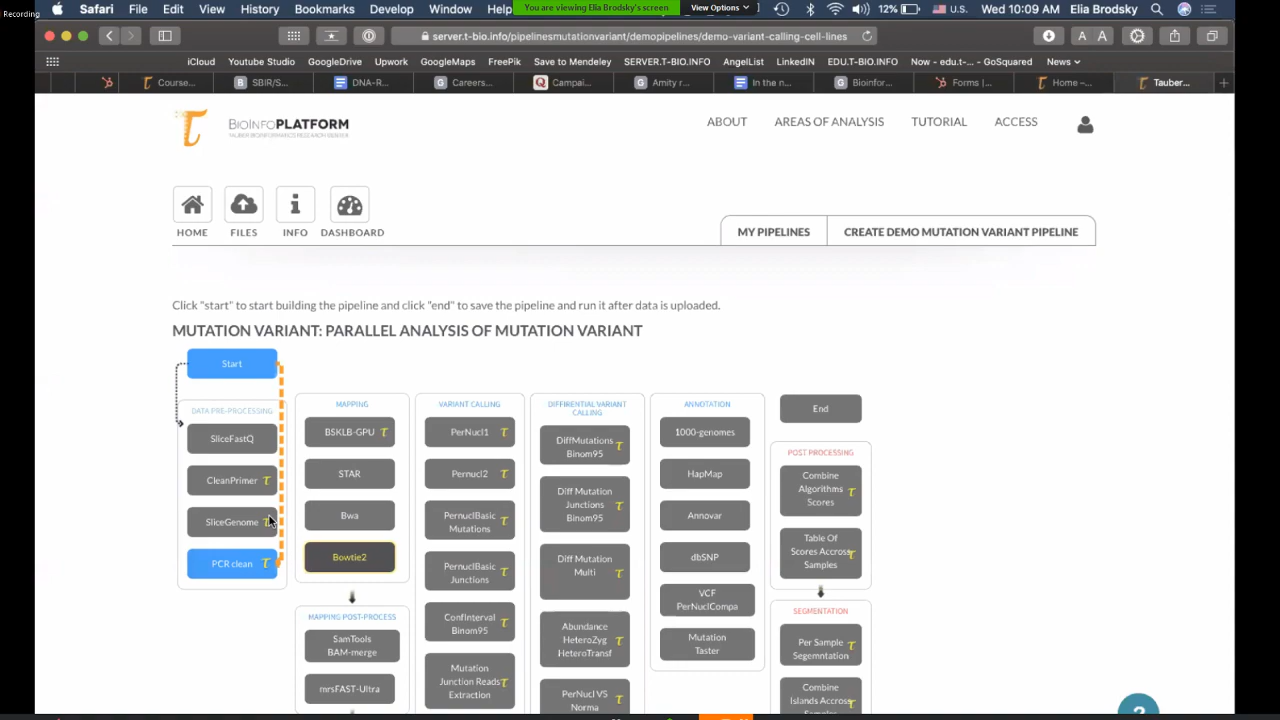 Recording
Safari File Edit View History Bookmarks Develop Window Help You are viewing Elia Brodsky's screen View Options 12% U.S. Wed 10:09 AM Elia Brodsky
server.t-bio.info/pipelinesmutationvariant/demopipelines/demo-variant-calling-cell-lines
A A
iCloud Youtube Studio GoogleDrive Upwork GoogleMaps FreePik Save to Mendeley SERVER.T-BIO.INFO AngelList LinkedIN EDU.T-BIO.INFO Now - edu.t-... - GoSquared News
Course... SBIR/S... DNA-R... Careers... Campai... Amity r... In the n... Bioinfor... Forms |... Home –... Tauber...
BIOINFOPLATFORM
ABOUT AREAS OF ANALYSIS TUTORIAL ACCESS
HOME FILES INFO DASHBOARD
MY PIPELINES CREATE DEMO MUTATION VARIANT PIPELINE
Click "start" to start building the pipeline and click "end" to save the pipeline and run it after data is uploaded.
MUTATION VARIANT: PARALLEL ANALYSIS OF MUTATION VARIANT
Start
DATA PRE-PROCESSING
SliceFastQ
CleanPrimer
SliceGenome
PCR clean
MAPPING
BSKLB-GPU
STAR
Bwa
Bowtie2
MAPPING POST-PROCESS
SamTools
BAM-merge
mrsFAST-Ultra
VARIANT CALLING
PerNucl1
Pernucl2
PernuclBasic
Mutations
PernuclBasic
Junctions
ConfInterval
Binom95
Mutation
Junction Reads
Extraction
DIFFIRENTIAL VARIANT
CALLING
DiffMutations
Binom95
Diff Mutation
Junctions
Binom95
Diff Mutation
Multi
Abundance
HeteroZyg
HeteroTransf
PerNucl VS
Norma
ANNOTATION
1000-genomes
HapMap
Annovar
dbSNP
VCF
PerNuclCompa
Mutation
Taster
End
POST PROCESSING
Combine
Algorithms
Scores
Table Of
Scores Accross
Samples
SEGMENTATION
Per Sample
Segemntation
Combine
Islands Accross
Samples
?